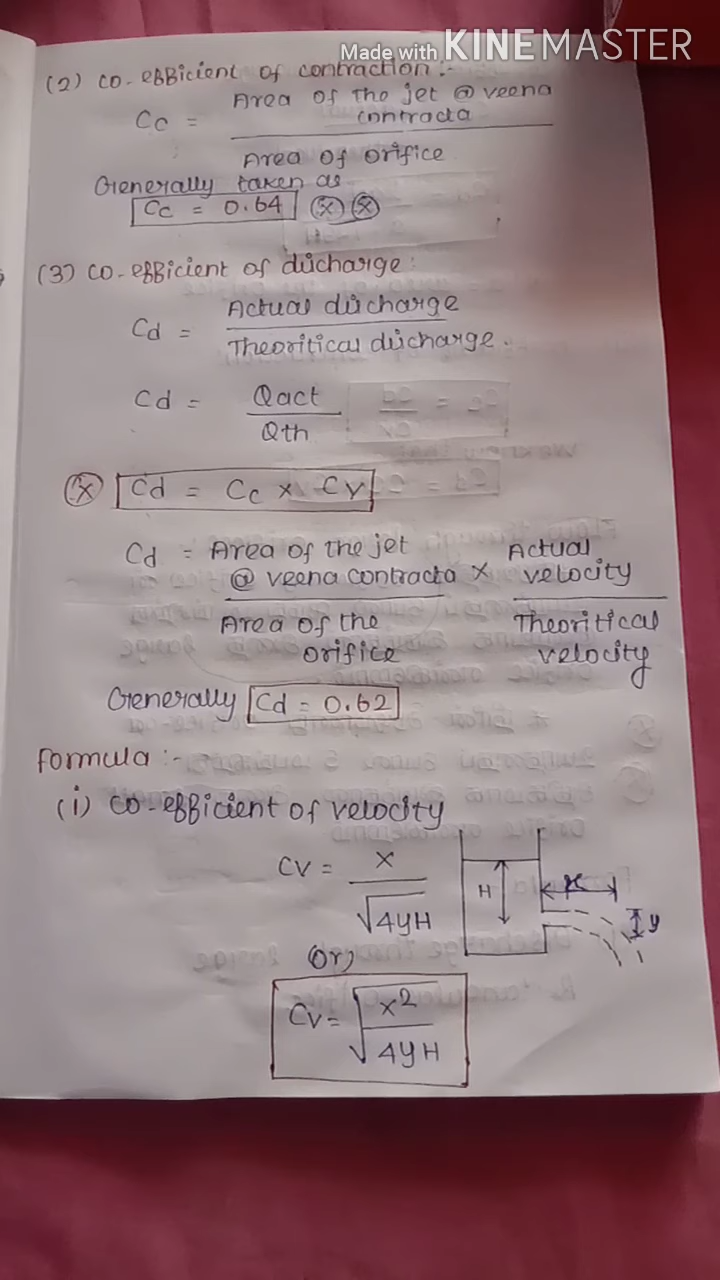 Made with KINEMASTER
(2) co-efficient of contraction :-
Cc = Area of the jet @ veena
contracta
Area of orifice
Generally taken as
Cc = 0.64 (x) (x)
(3) co-efficient of discharge :
Cd = Actual discharge
Theoritical discharge.
Cd = Qact
Qth
(x) Cd = Cc x Cv
Cd = Area of the jet Actual
@ veena contracta x velocity
Area of the Theoritical
orifice velocity
Generally Cd = 0.62
Formula :-
(i) co-efficient of velocity
CV = x
√4yH
H
x
y
Or,
Cv = √x2
4yH